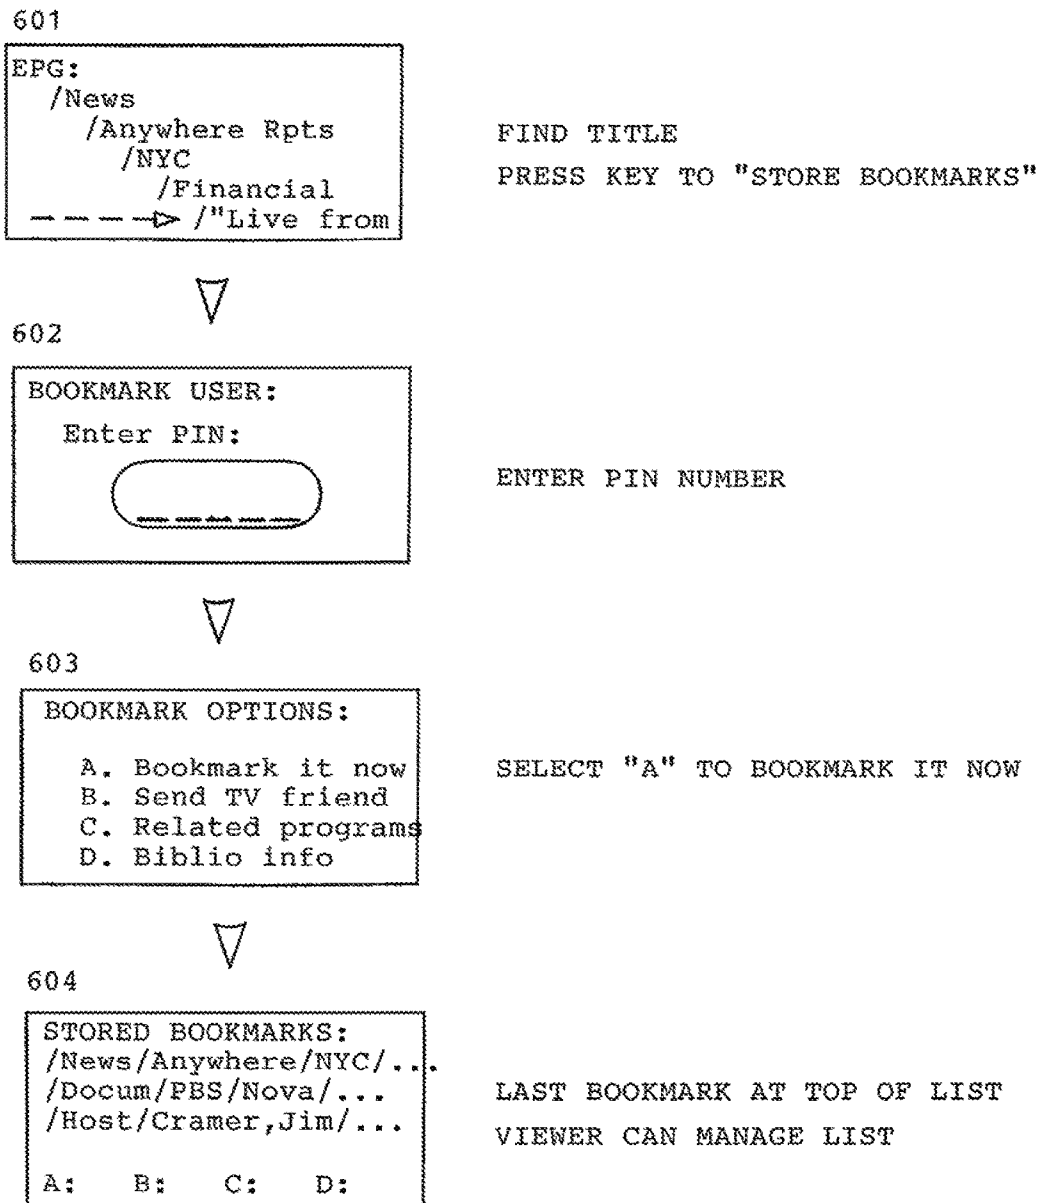 601
EPG:
/News
/Anywhere Rpts
/NYC
/Financial
/"Live from
FIND TITLE
PRESS KEY TO "STORE BOOKMARKS"
602
BOOKMARK USER:
Enter PIN:
ENTER PIN NUMBER
603
BOOKMARK OPTIONS:
A. Bookmark it now
B. Send TV friend
C. Related programs
D. Biblio info
SELECT "A" TO BOOKMARK IT NOW
604
STORED BOOKMARKS:
/News/Anywhere/NYC/...
/Docum/PBS/Nova/...
/Host/Cramer,Jim/...
A: B: C: D:
LAST BOOKMARK AT TOP OF LIST
VIEWER CAN MANAGE LIST